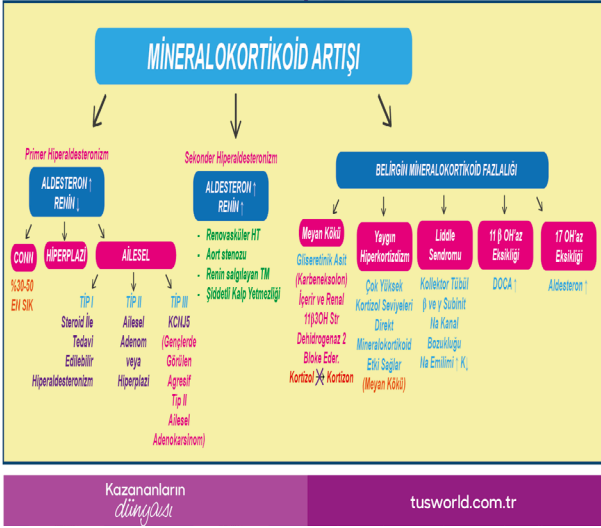 MİNERALOKORTİKOİD ARTIŞI
Primer Hiperaldesteronizm
ALDESTERON ↑
RENİN ↓
CONN
%30-50
EN SIK
HİPERPLAZİ
AİLESEL
TİP I
Steroid İle
Tedavi
Edilebilir
Hiperaldesteronizm
TİP II
Ailesel
Adenom
veya
Hiperplazi
TİP III
KCNJ5
(Gençlerde
Görülen
Agresif
Tip II
Ailesel
Adenokarsinom)
Sekonder Hiperaldesteronizm
ALDESTERON ↑
RENİN ↑
- Renovasküler HT
- Aort stenozu
- Renin salgılayan TM
- Şiddetli Kalp Yetmezliği
BELİRGİN MİNERALOKORTİKOİD FAZLALIĞI
Meyan Kökü
Gliseretinik Asit
(Karbeneksolon)
İçerir ve Renal
11β3OH Str
Dehidrogenaz 2
Bloke Eder.
Kortizol Kortizon
Yaygın
Hiperkortizdizm
Çok Yüksek
Kortizol Seviyeleri
Direkt
Mineralokortikoid
Etki Sağlar
(Meyan Kökü)
Liddle
Sendromu
Kollektor Tübül
β ve γ Subinit
Na Kanal
Bozukluğu
Na Emilimi ↑ K↓
11 β OH'az
Eksikliği
DOCA ↑
17 OH'az
Eksikliği
Aldesteron ↑
Kazananların
dünyası
tusworld.com.tr